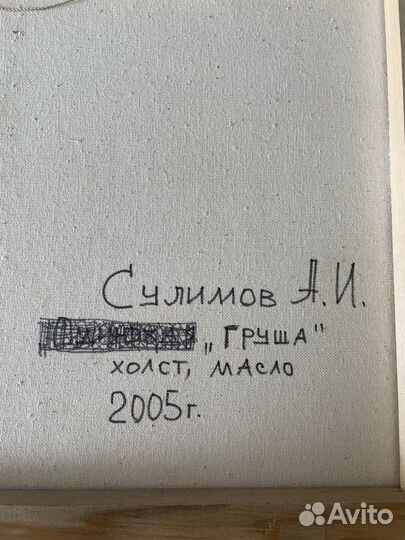 Сулимов А.И.
„ГРУША"
холст, масло
2005г.
Avito